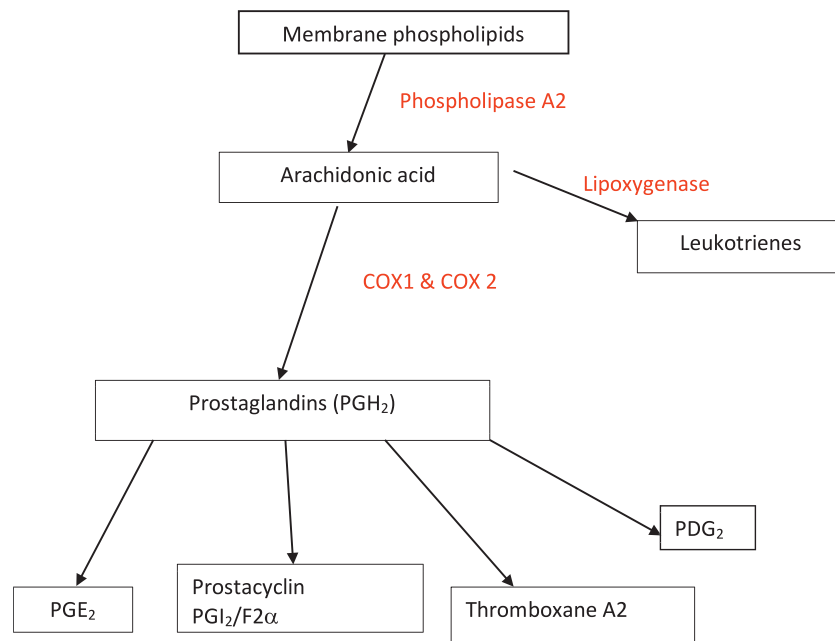 Membrane phospholipids
Phospholipase A2
Arachidonic acid
Lipoxygenase
Leukotrienes
COX1 & COX 2
Prostaglandins (PGH₂)
PDG₂
PGE₂
Prostacyclin
PGI₂/F2α
Thromboxane A2